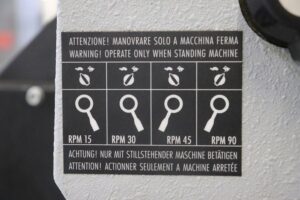 ATTENZIONE! MANOVRARE SOLO A MACCHINA FERMA
WARNING! OPERATE ONLY WHEN STANDING MACHINE
RPM 15 RPM 30 RPM 45 RPM 90
ACHTUNG! NUR MIT STILLSTEHENDER MASCHINE BETÄTIGEN
ATTENTION! ACTIONNER SEULEMENT A MACHINE ARRETÉE